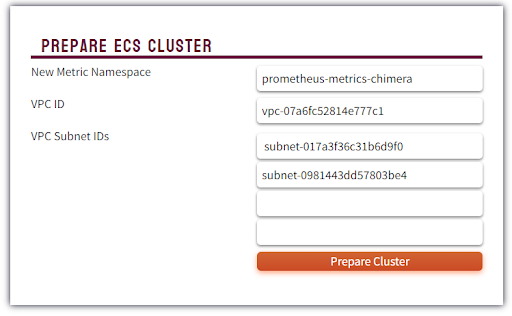 PREPARE ECS CLUSTER
New Metric Namespace
prometheus-metrics-chimera
VPC ID
vpc-07a6fc52814e777c1
VPC Subnet IDs
subnet-017a3f36c31b6d9f0
subnet-0981443dd57803be4
Prepare Cluster